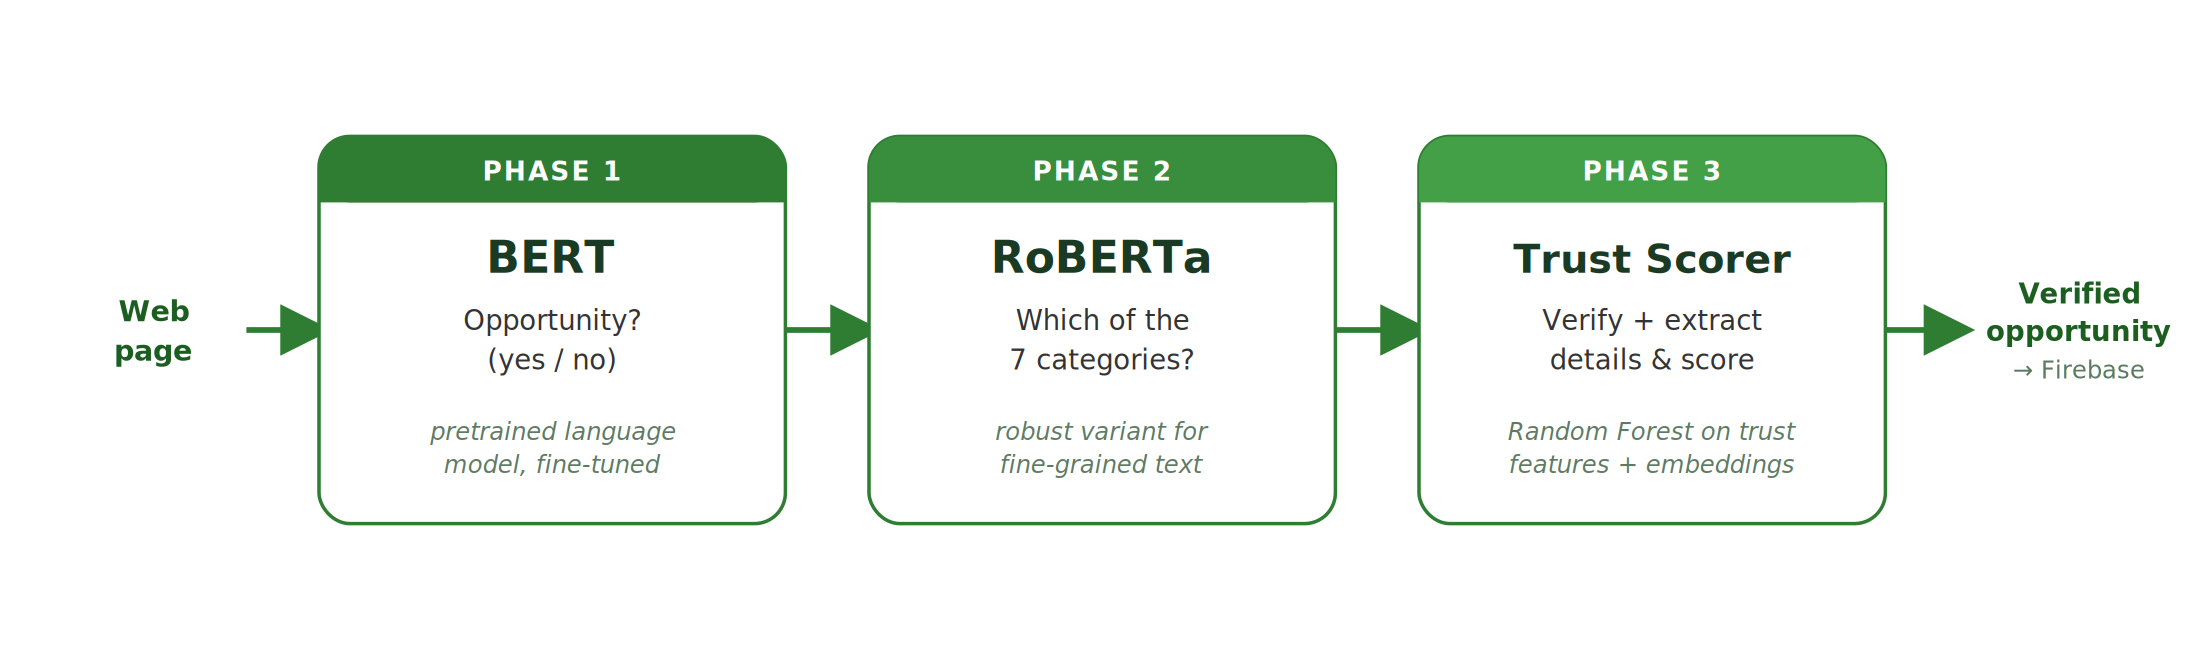 Web
page
PHASE 1
BERT
Opportunity?
(yes / no)
pretrained language
model, fine-tuned
PHASE 2
RoBERTa
Which of the
7 categories?
robust variant for
fine-grained text
PHASE 3
Trust Scorer
Verify + extract
details & score
Random Forest on trust
features + embeddings
Verified
opportunity
→ Firebase